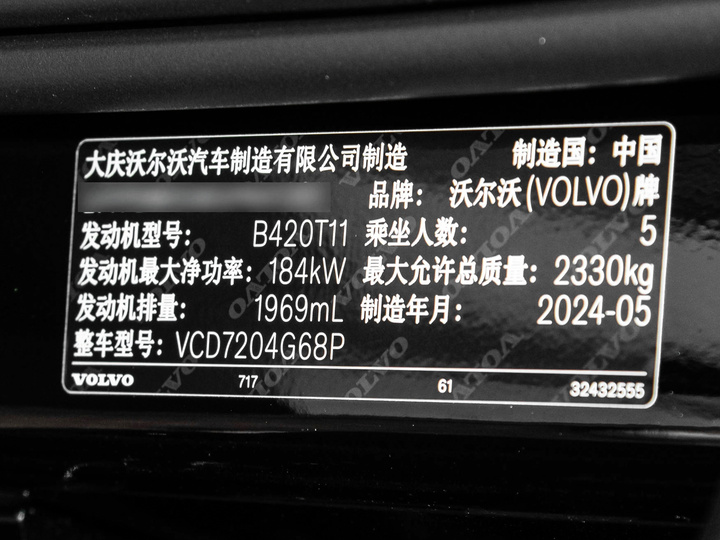 大庆沃尔沃汽车制造有限公司制造 制造国：中国
品牌：沃尔沃(VOLVO)牌
发动机型号：B420T11 乘坐人数：5
发动机最大净功率：184kW 最大允许总质量：2330kg
发动机排量：1969mL 制造年月：2024-05
整车型号：VCD7204G68P
VOLVO 717 61 32432555